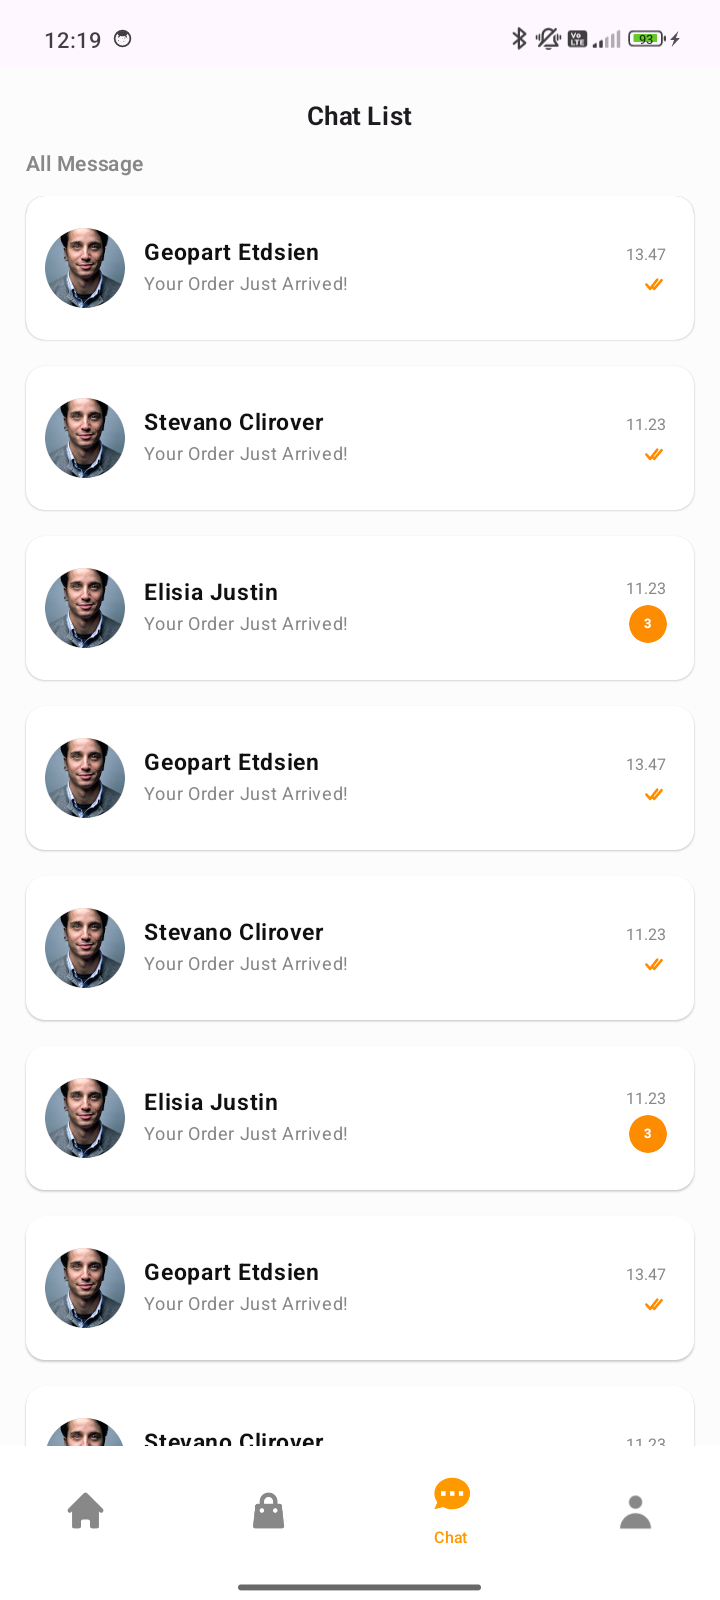 12:19 Vo LTE 93
Chat List
All Message
Geopart Etdsien 13.47
Your Order Just Arrived!
Stevano Clirover 11.23
Your Order Just Arrived!
Elisia Justin 11.23
Your Order Just Arrived! 3
Geopart Etdsien 13.47
Your Order Just Arrived!
Stevano Clirover 11.23
Your Order Just Arrived!
Elisia Justin 11.23
Your Order Just Arrived! 3
Geopart Etdsien 13.47
Your Order Just Arrived!
Stevano Clirover 11.23
Chat